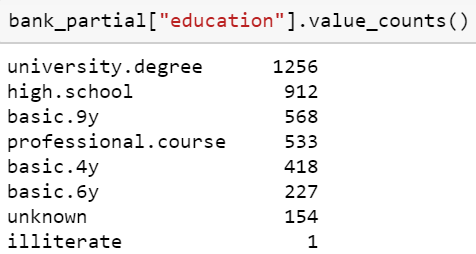 bank_partial["education"].value_counts()
university.degree 1256
high.school 912
basic.9y 568
professional.course 533
basic.4y 418
basic.6y 227
unknown 154
illiterate 1